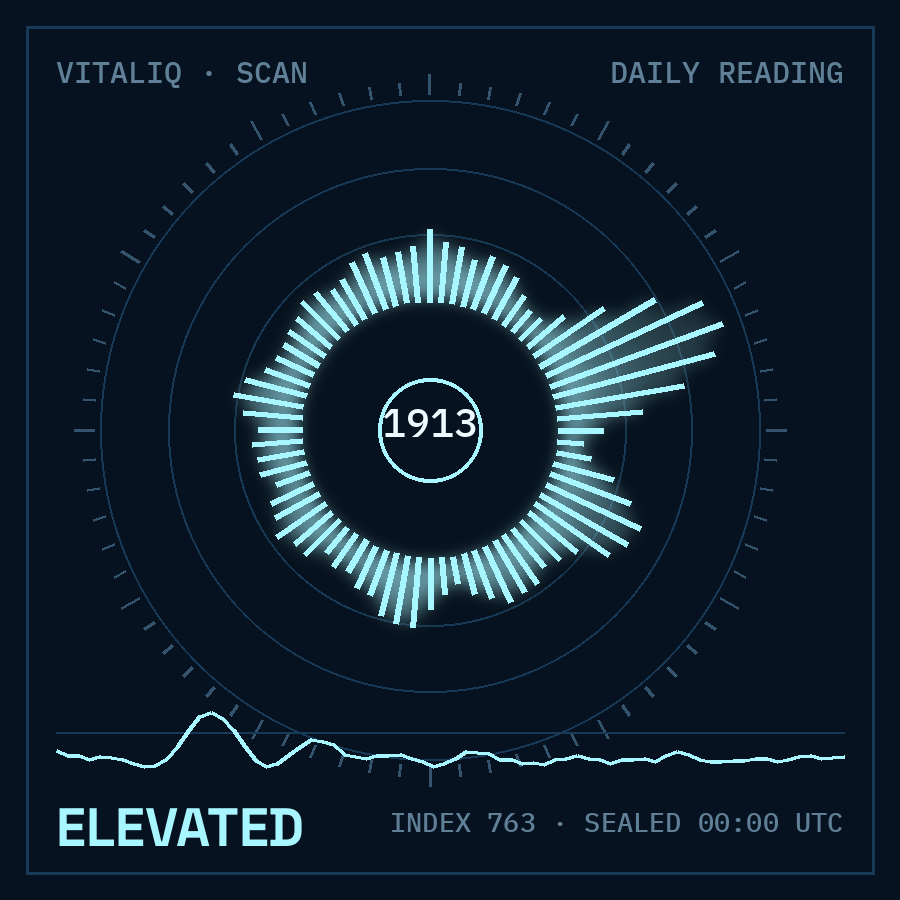 VITALIQ · SCAN
DAILY READING
1913
ELEVATED
INDEX 763 · SEALED 00:00 UTC